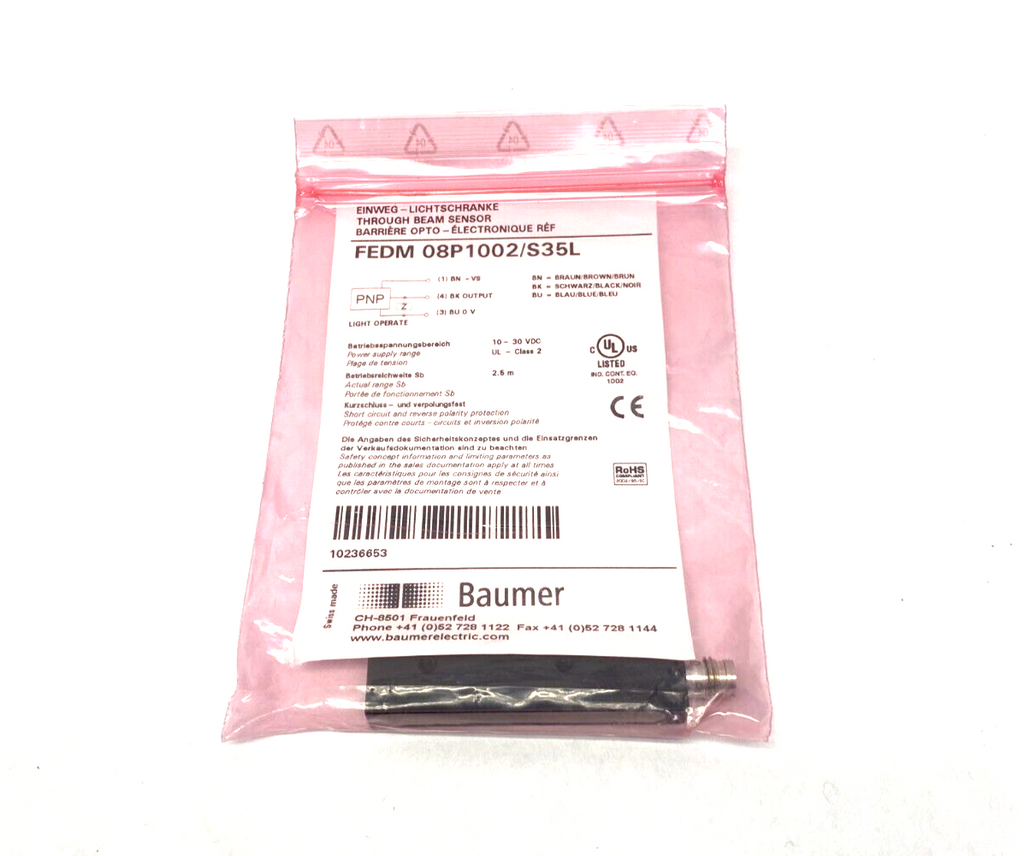 04 04 04 04 04
EINWEG – LICHTSCHRANKE
THROUGH BEAM SENSOR
BARRIÈRE OPTO – ÉLECTRONIQUE RÉF
FEDM 08P1002/S35L
PNP
Z
(1) BN – VS
(4) BK OUTPUT
(3) BU 0 V
LIGHT OPERATE
BN = BRAUN/BROWN/BRUN
BK = SCHWARZ/BLACK/NOIR
BU = BLAU/BLUE/BLEU
Betriebsspannungsbereich 10 – 30 VDC
Power supply range UL – Class 2
Plage de tension
Betriebsreichweite Sb 2.5 m
Actual range Sb
Portée de fonctionnement Sb
Kurzschluss – und verpolungsfest
Short circuit and reverse polarity protection
Protégé contre courts – circuits et inversion polarité
C UL US
LISTED
IND. CONT. EQ.
1002
CE
Die Angaben des Sicherheitskonzeptes und die Einsatzgrenzen
der Verkaufsdokumentation sind zu beachten
Safety concept information and limiting parameters as
published in the sales documentation apply at all times
Les caractéristiques pour les consignes de sécurité ainsi
que les paramètres de montage sont à respecter et à
contrôler avec la documentation de vente
RoHS
COMPLIANT
10236653
Swiss made
Baumer
CH–8501 Frauenfeld
Phone +41 (0)52 728 1122 Fax +41 (0)52 728 1144
www.baumerelectric.com